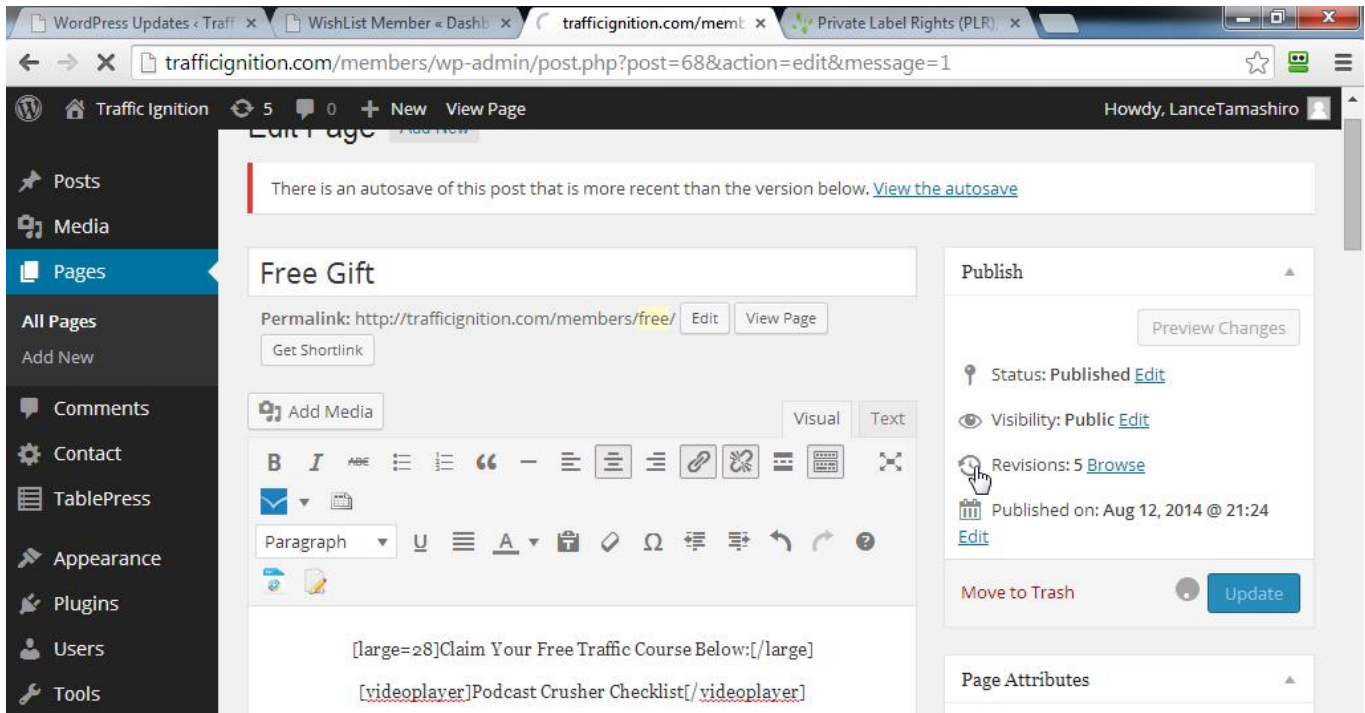 WordPress Updates ‹ Traff
WishList Member « Dashb
trafficignition.com/memb
Private Label Rights (PLR),
trafficignition.com/members/wp-admin/post.php?post=68&action=edit&message=1
Traffic Ignition 5 0 + New View Page
Howdy, LanceTamashiro
Edit Page Add New
Posts
Media
Pages
All Pages
Add New
Comments
Contact
TablePress
Appearance
Plugins
Users
Tools
There is an autosave of this post that is more recent than the version below. View the autosave
Free Gift
Permalink: http://trafficignition.com/members/free/ Edit View Page
Get Shortlink
Add Media
Visual Text
B I ABE
Paragraph U A Ω
[large=28]Claim Your Free Traffic Course Below:[/large]
[videoplayer]Podcast Crusher Checklist[/videoplayer]
Publish
Preview Changes
Status: Published Edit
Visibility: Public Edit
Revisions: 5 Browse
Published on: Aug 12, 2014 @ 21:24
Edit
Move to Trash Update
Page Attributes